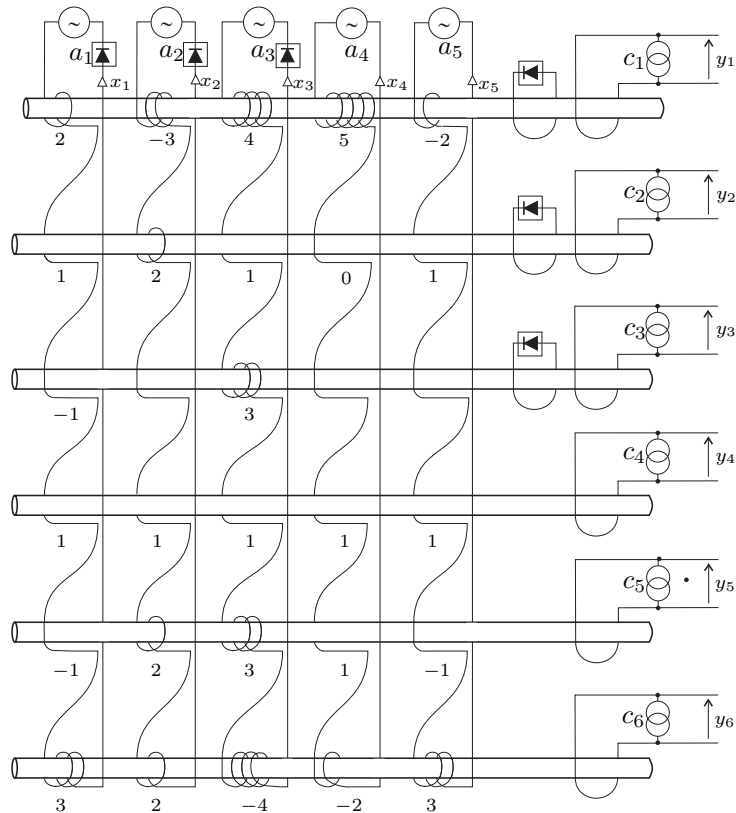 ~ ~ ~ ~ ~
a1 a2 a3 a4 a5 c1 y1
x1 x2 x3 x4 x5
2 −3 4 5 −2
c2 y2
1 2 1 0 1
c3 y3
−1 3
c4 y4
1 1 1 1 1
c5 y5
−1 2 3 1 −1
c6 y6
3 2 −4 −2 3